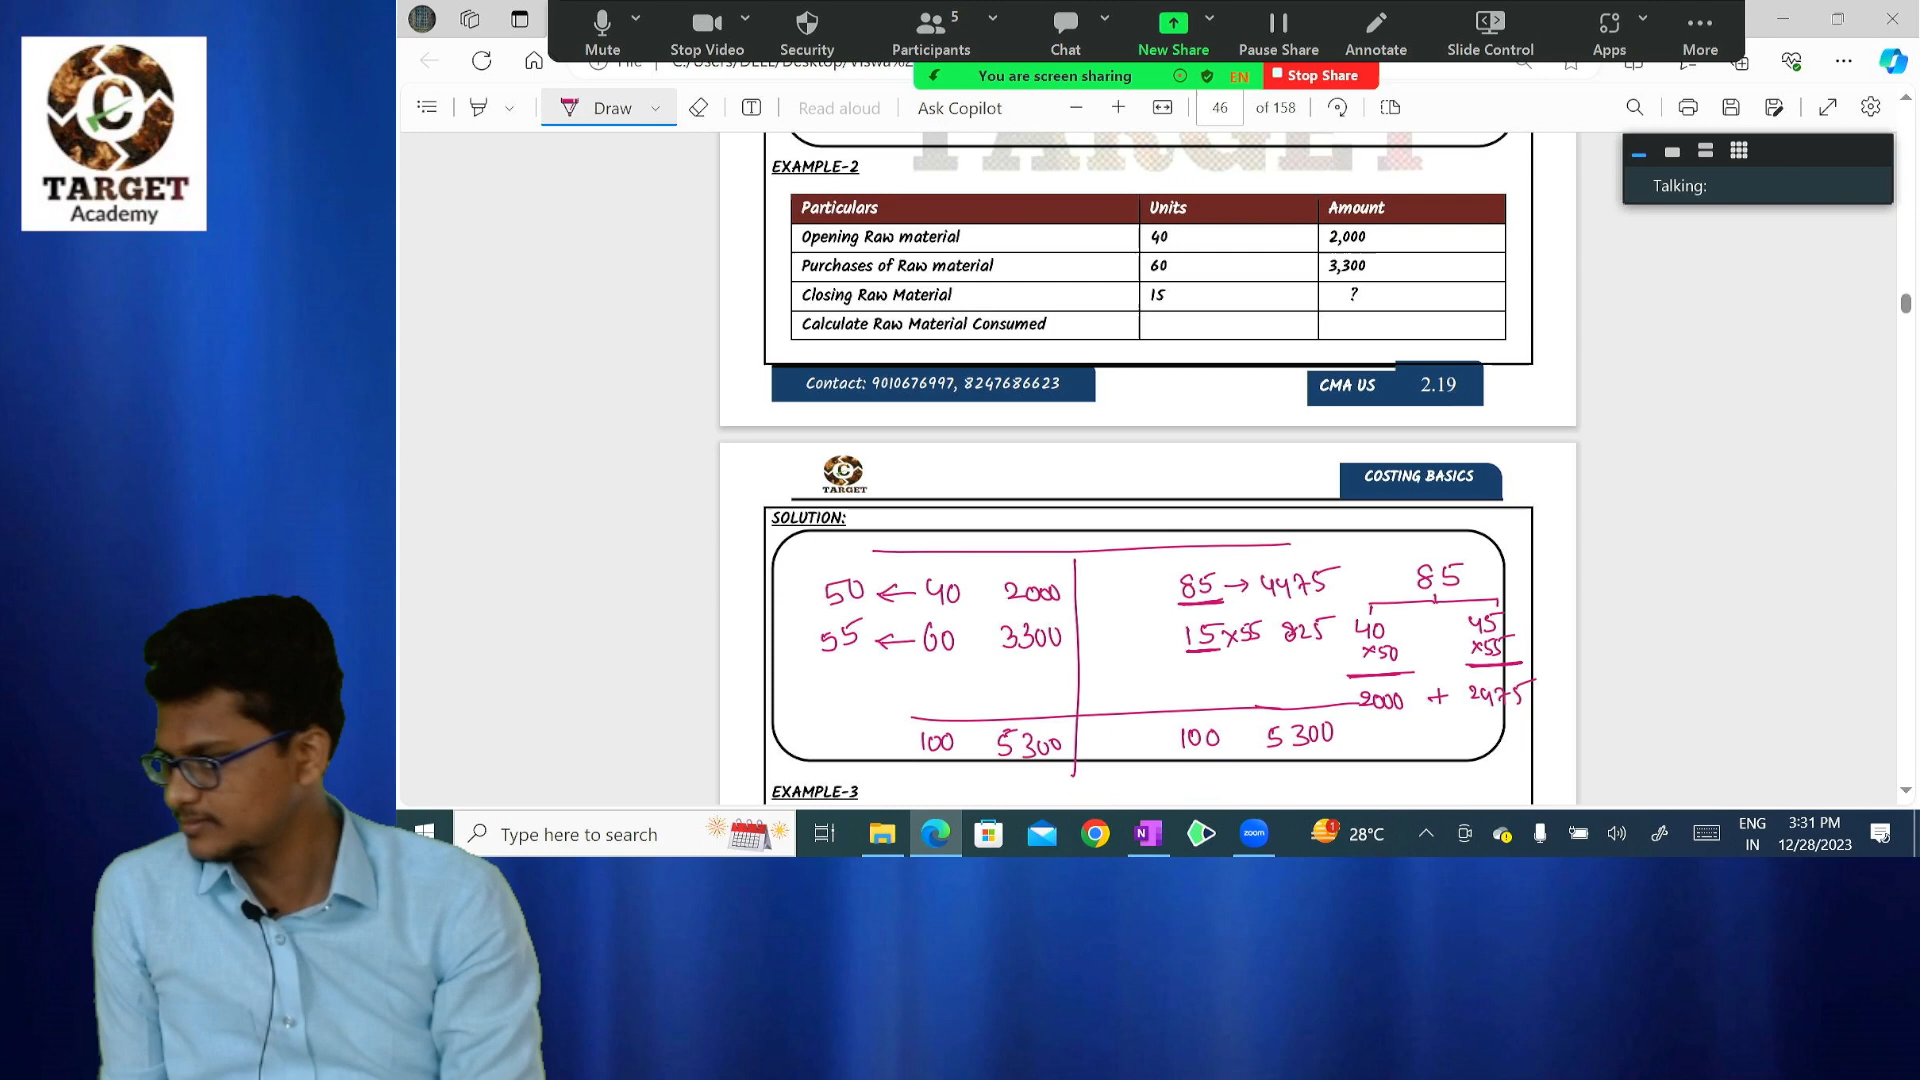 5
Mute
Stop Video
Security
Participants
Chat
New Share
Pause Share
Annotate
Slide Control
Apps
More
You are screen sharing
EN
Stop Share
Draw
Read aloud
Ask Copilot
46
of 158
Talking:
TARGET
Academy
TARGET
EXAMPLE-2
Particulars Units Amount
Opening Raw material 40 2,000
Purchases of Raw material 60 3,300
Closing Raw Material 15 ?
Calculate Raw Material Consumed
Contact: 9010676997, 8247686623
CMA US 2.19
TARGET
COSTING BASICS
SOLUTION:
50 ← 40 2000 85 → 4475 85
55 ← 60 3300 15 x 55 825 40 45
x50 x55
2000 + 2475
100 5300 100 5300
EXAMPLE-3
Type here to search
28°C
ENG
IN
3:31 PM
12/28/2023
zoom